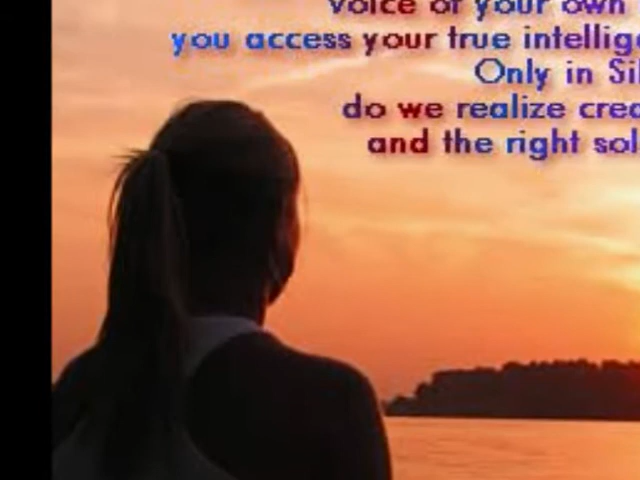 voice of your own
you access your true
Only in
do we realize
and the right